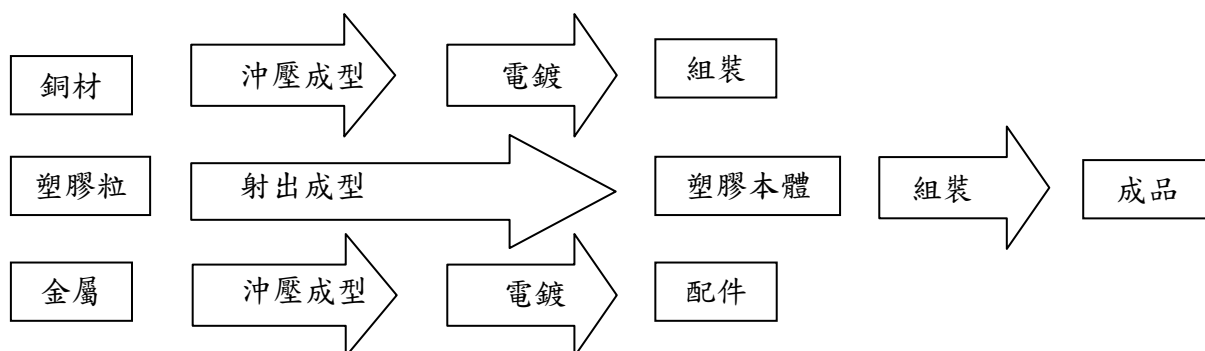 銅材 沖壓成型 電鍍 組裝
塑膠粒 射出成型 塑膠本體 組裝 成品
金屬 沖壓成型 電鍍 配件